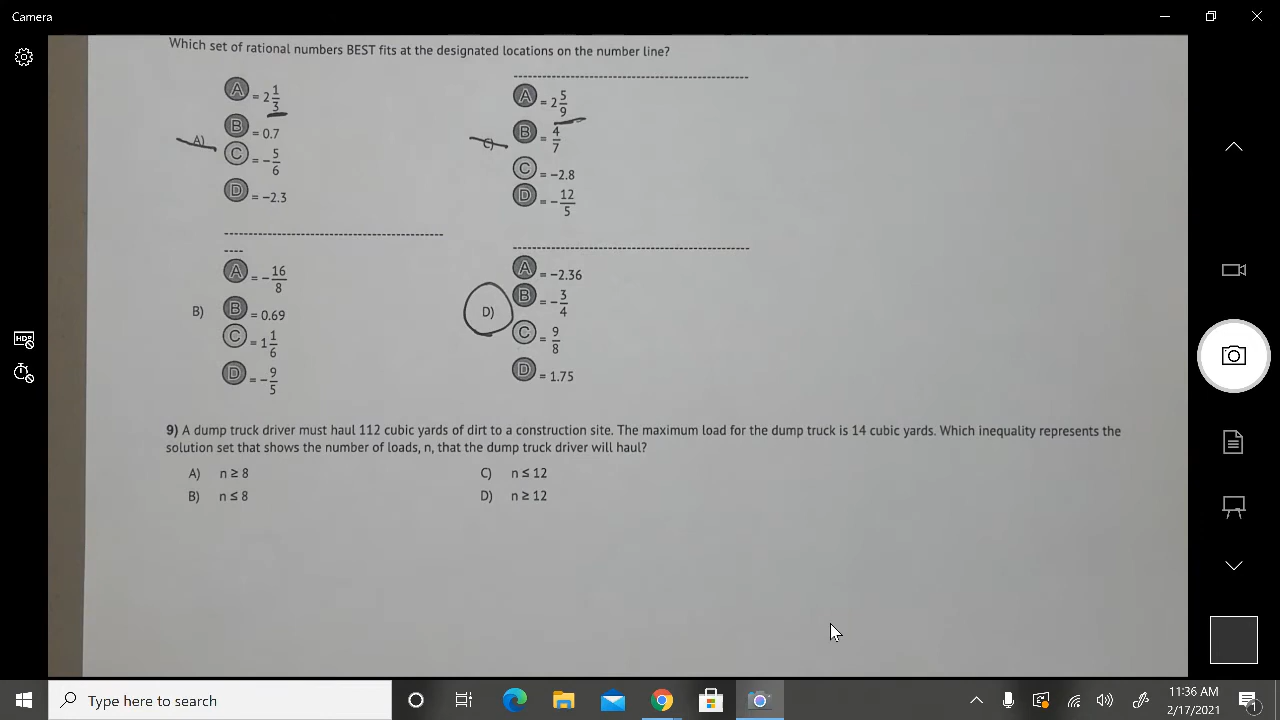 Camera
Which set of rational numbers BEST fits at the designated locations on the number line?
A = 2 1/3
B = 0.7
A)
C = - 5/6
D = -2.3
A = 2 5/9
B = 4/7
C)
C = -2.8
D = - 12/5
A = - 16/8
B) B = 0.69
C = 1 1/6
D = - 9/5
A = -2.36
B = - 3/4
D)
C = 9/8
D = 1.75
9) A dump truck driver must haul 112 cubic yards of dirt to a construction site. The maximum load for the dump truck is 14 cubic yards. Which inequality represents the
solution set that shows the number of loads, n, that the dump truck driver will haul?
A) n ≥ 8
B) n ≤ 8
C) n ≤ 12
D) n ≥ 12
Type here to search
11:36 AM
2/17/2021